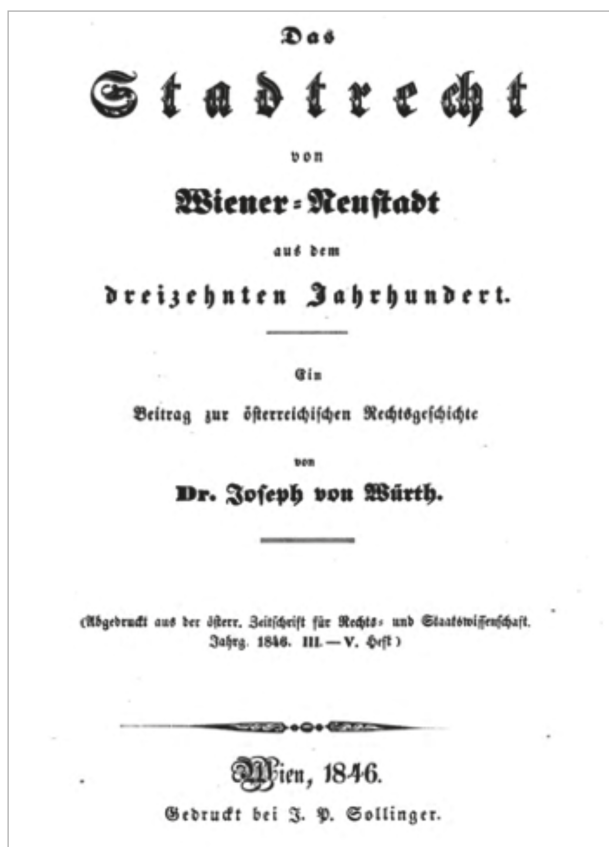 Das
Stadtrecht
von
Wiener-Neustadt
aus dem
dreizehnten Jahrhundert.
Ein
Beitrag zur österreichischen Rechtsgeschichte
von
Dr. Joseph von Würth.
(Abgedruckt aus der österr. Zeitschrift für Rechts- und Staatswissenschaft.
Jahrg. 1846. III. — V. Heft)
Wien, 1846.
Gedruckt bei J. P. Sollinger.